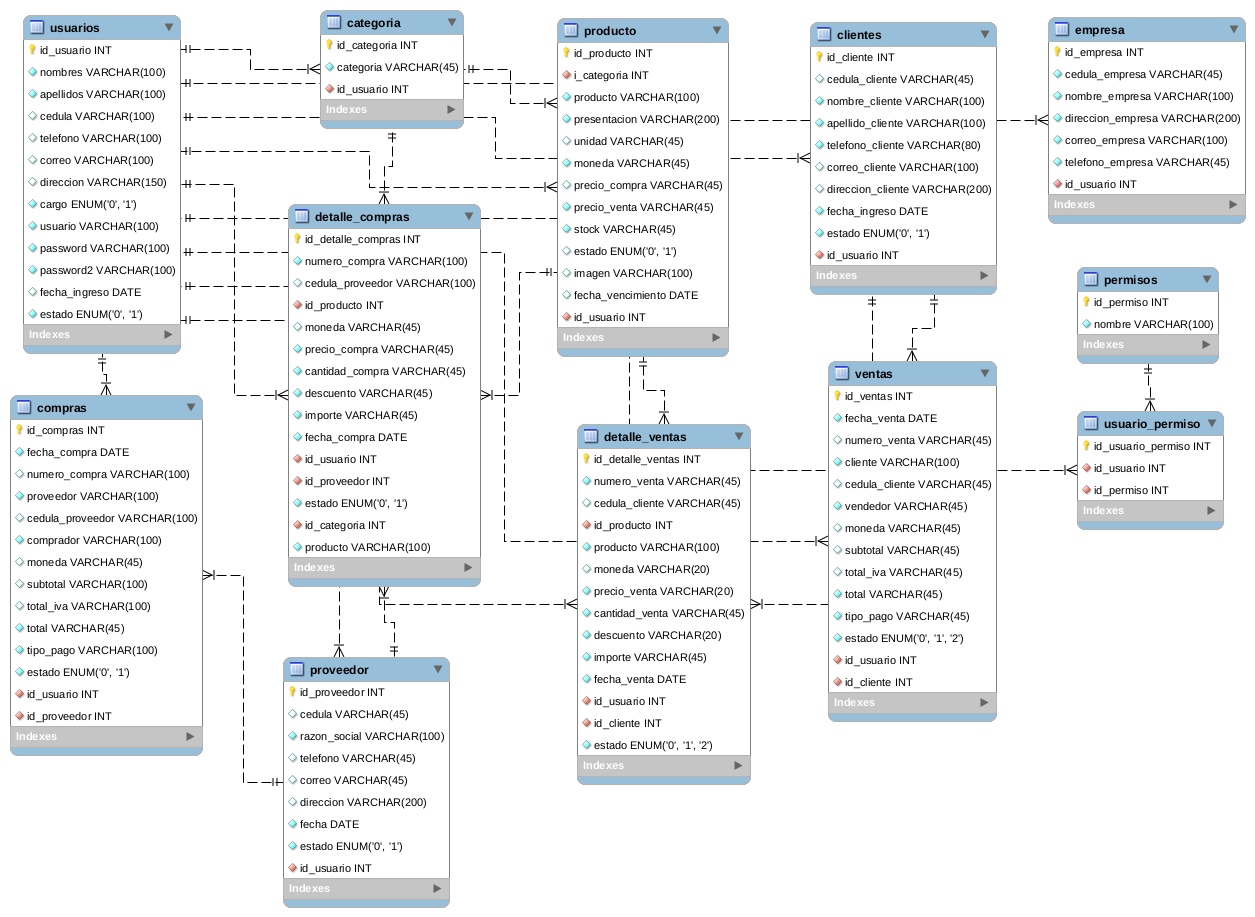 usuarios
id_usuario INT
nombres VARCHAR(100)
apellidos VARCHAR(100)
cedula VARCHAR(100)
telefono VARCHAR(100)
correo VARCHAR(100)
direccion VARCHAR(150)
cargo ENUM('0', '1')
usuario VARCHAR(100)
password VARCHAR(100)
password2 VARCHAR(100)
fecha_ingreso DATE
estado ENUM('0', '1')
Indexes
categoria
id_categoria INT
categoria VARCHAR(45)
id_usuario INT
Indexes
producto
id_producto INT
i_categoria INT
producto VARCHAR(100)
presentacion VARCHAR(200)
unidad VARCHAR(45)
moneda VARCHAR(45)
precio_compra VARCHAR(45)
precio_venta VARCHAR(45)
stock VARCHAR(45)
estado ENUM('0', '1')
imagen VARCHAR(100)
fecha_vencimiento DATE
id_usuario INT
Indexes
clientes
id_cliente INT
cedula_cliente VARCHAR(45)
nombre_cliente VARCHAR(100)
apellido_cliente VARCHAR(100)
telefono_cliente VARCHAR(80)
correo_cliente VARCHAR(100)
direccion_cliente VARCHAR(200)
fecha_ingreso DATE
estado ENUM('0', '1')
id_usuario INT
Indexes
empresa
id_empresa INT
cedula_empresa VARCHAR(45)
nombre_empresa VARCHAR(100)
direccion_empresa VARCHAR(200)
correo_empresa VARCHAR(100)
telefono_empresa VARCHAR(45)
id_usuario INT
Indexes
detalle_compras
id_detalle_compras INT
numero_compra VARCHAR(100)
cedula_proveedor VARCHAR(100)
id_producto INT
moneda VARCHAR(45)
precio_compra VARCHAR(45)
cantidad_compra VARCHAR(45)
descuento VARCHAR(45)
importe VARCHAR(45)
fecha_compra DATE
id_usuario INT
id_proveedor INT
estado ENUM('0', '1')
id_categoria INT
producto VARCHAR(100)
Indexes
permisos
id_permiso INT
nombre VARCHAR(100)
Indexes
compras
id_compras INT
fecha_compra DATE
numero_compra VARCHAR(100)
proveedor VARCHAR(100)
cedula_proveedor VARCHAR(100)
comprador VARCHAR(100)
moneda VARCHAR(45)
subtotal VARCHAR(100)
total_iva VARCHAR(100)
total VARCHAR(45)
tipo_pago VARCHAR(100)
estado ENUM('0', '1')
id_usuario INT
id_proveedor INT
Indexes
detalle_ventas
id_detalle_ventas INT
numero_venta VARCHAR(45)
cedula_cliente VARCHAR(45)
id_producto INT
producto VARCHAR(100)
moneda VARCHAR(20)
precio_venta VARCHAR(20)
cantidad_venta VARCHAR(45)
descuento VARCHAR(20)
importe VARCHAR(45)
fecha_venta DATE
id_usuario INT
id_cliente INT
estado ENUM('0', '1', '2')
Indexes
ventas
id_ventas INT
fecha_venta DATE
numero_venta VARCHAR(45)
cliente VARCHAR(100)
cedula_cliente VARCHAR(45)
vendedor VARCHAR(45)
moneda VARCHAR(45)
subtotal VARCHAR(45)
total_iva VARCHAR(45)
total VARCHAR(45)
tipo_pago VARCHAR(45)
estado ENUM('0', '1', '2')
id_usuario INT
id_cliente INT
Indexes
usuario_permiso
id_usuario_permiso INT
id_usuario INT
id_permiso INT
Indexes
proveedor
id_proveedor INT
cedula VARCHAR(45)
razon_social VARCHAR(100)
telefono VARCHAR(45)
correo VARCHAR(45)
direccion VARCHAR(200)
fecha DATE
estado ENUM('0', '1')
id_usuario INT
Indexes